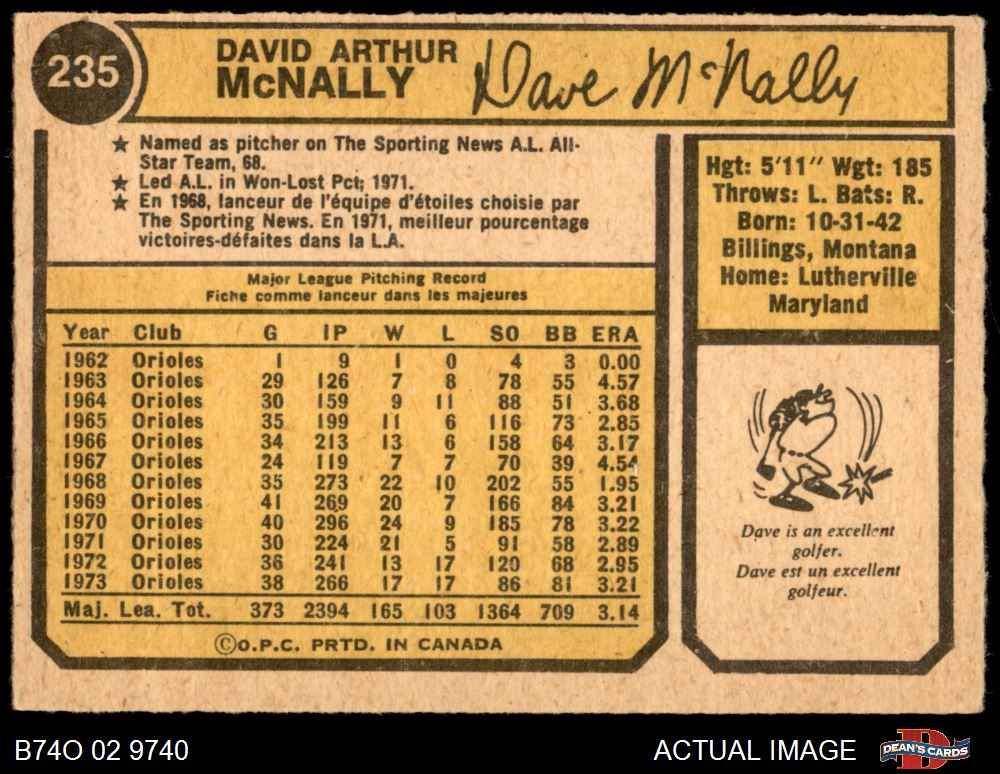 235
DAVID ARTHUR
McNALLY
Dave McNally
★ Named as pitcher on The Sporting News A.L. All-
Star Team, 68.
★ Led A.L. in Won-Lost Pct; 1971.
★ En 1968, lanceur de l'équipe d'étoiles choisie par
The Sporting News. En 1971, meilleur pourcentage
victoires-défaites dans la L.A.
Hgt: 5'11" Wgt: 185
Throws: L. Bats: R.
Born: 10-31-42
Billings, Montana
Home: Lutherville
Maryland
Major League Pitching Record
Fiche comme lanceur dans les majeures
Year Club G IP W L SO BB ERA
1962 Orioles 1 9 1 0 4 3 0.00
1963 Orioles 29 126 7 8 78 55 4.57
1964 Orioles 30 159 9 11 88 51 3.68
1965 Orioles 35 199 11 6 116 73 2.85
1966 Orioles 34 213 13 6 158 64 3.17
1967 Orioles 24 119 7 7 70 39 4.54
1968 Orioles 35 273 22 10 202 55 1.95
1969 Orioles 41 269 20 7 166 84 3.21
1970 Orioles 40 296 24 9 185 78 3.22
1971 Orioles 30 224 21 5 91 58 2.89
1972 Orioles 36 241 13 17 120 68 2.95
1973 Orioles 38 266 17 17 86 81 3.21
Maj. Lea. Tot. 373 2394 165 103 1364 709 3.14
©O.P.C. PRTD. IN CANADA
Dave is an excellent
golfer.
Dave est un excellent
golfeur.
B74O 02 9740
ACTUAL IMAGE
DEAN'S CARDS